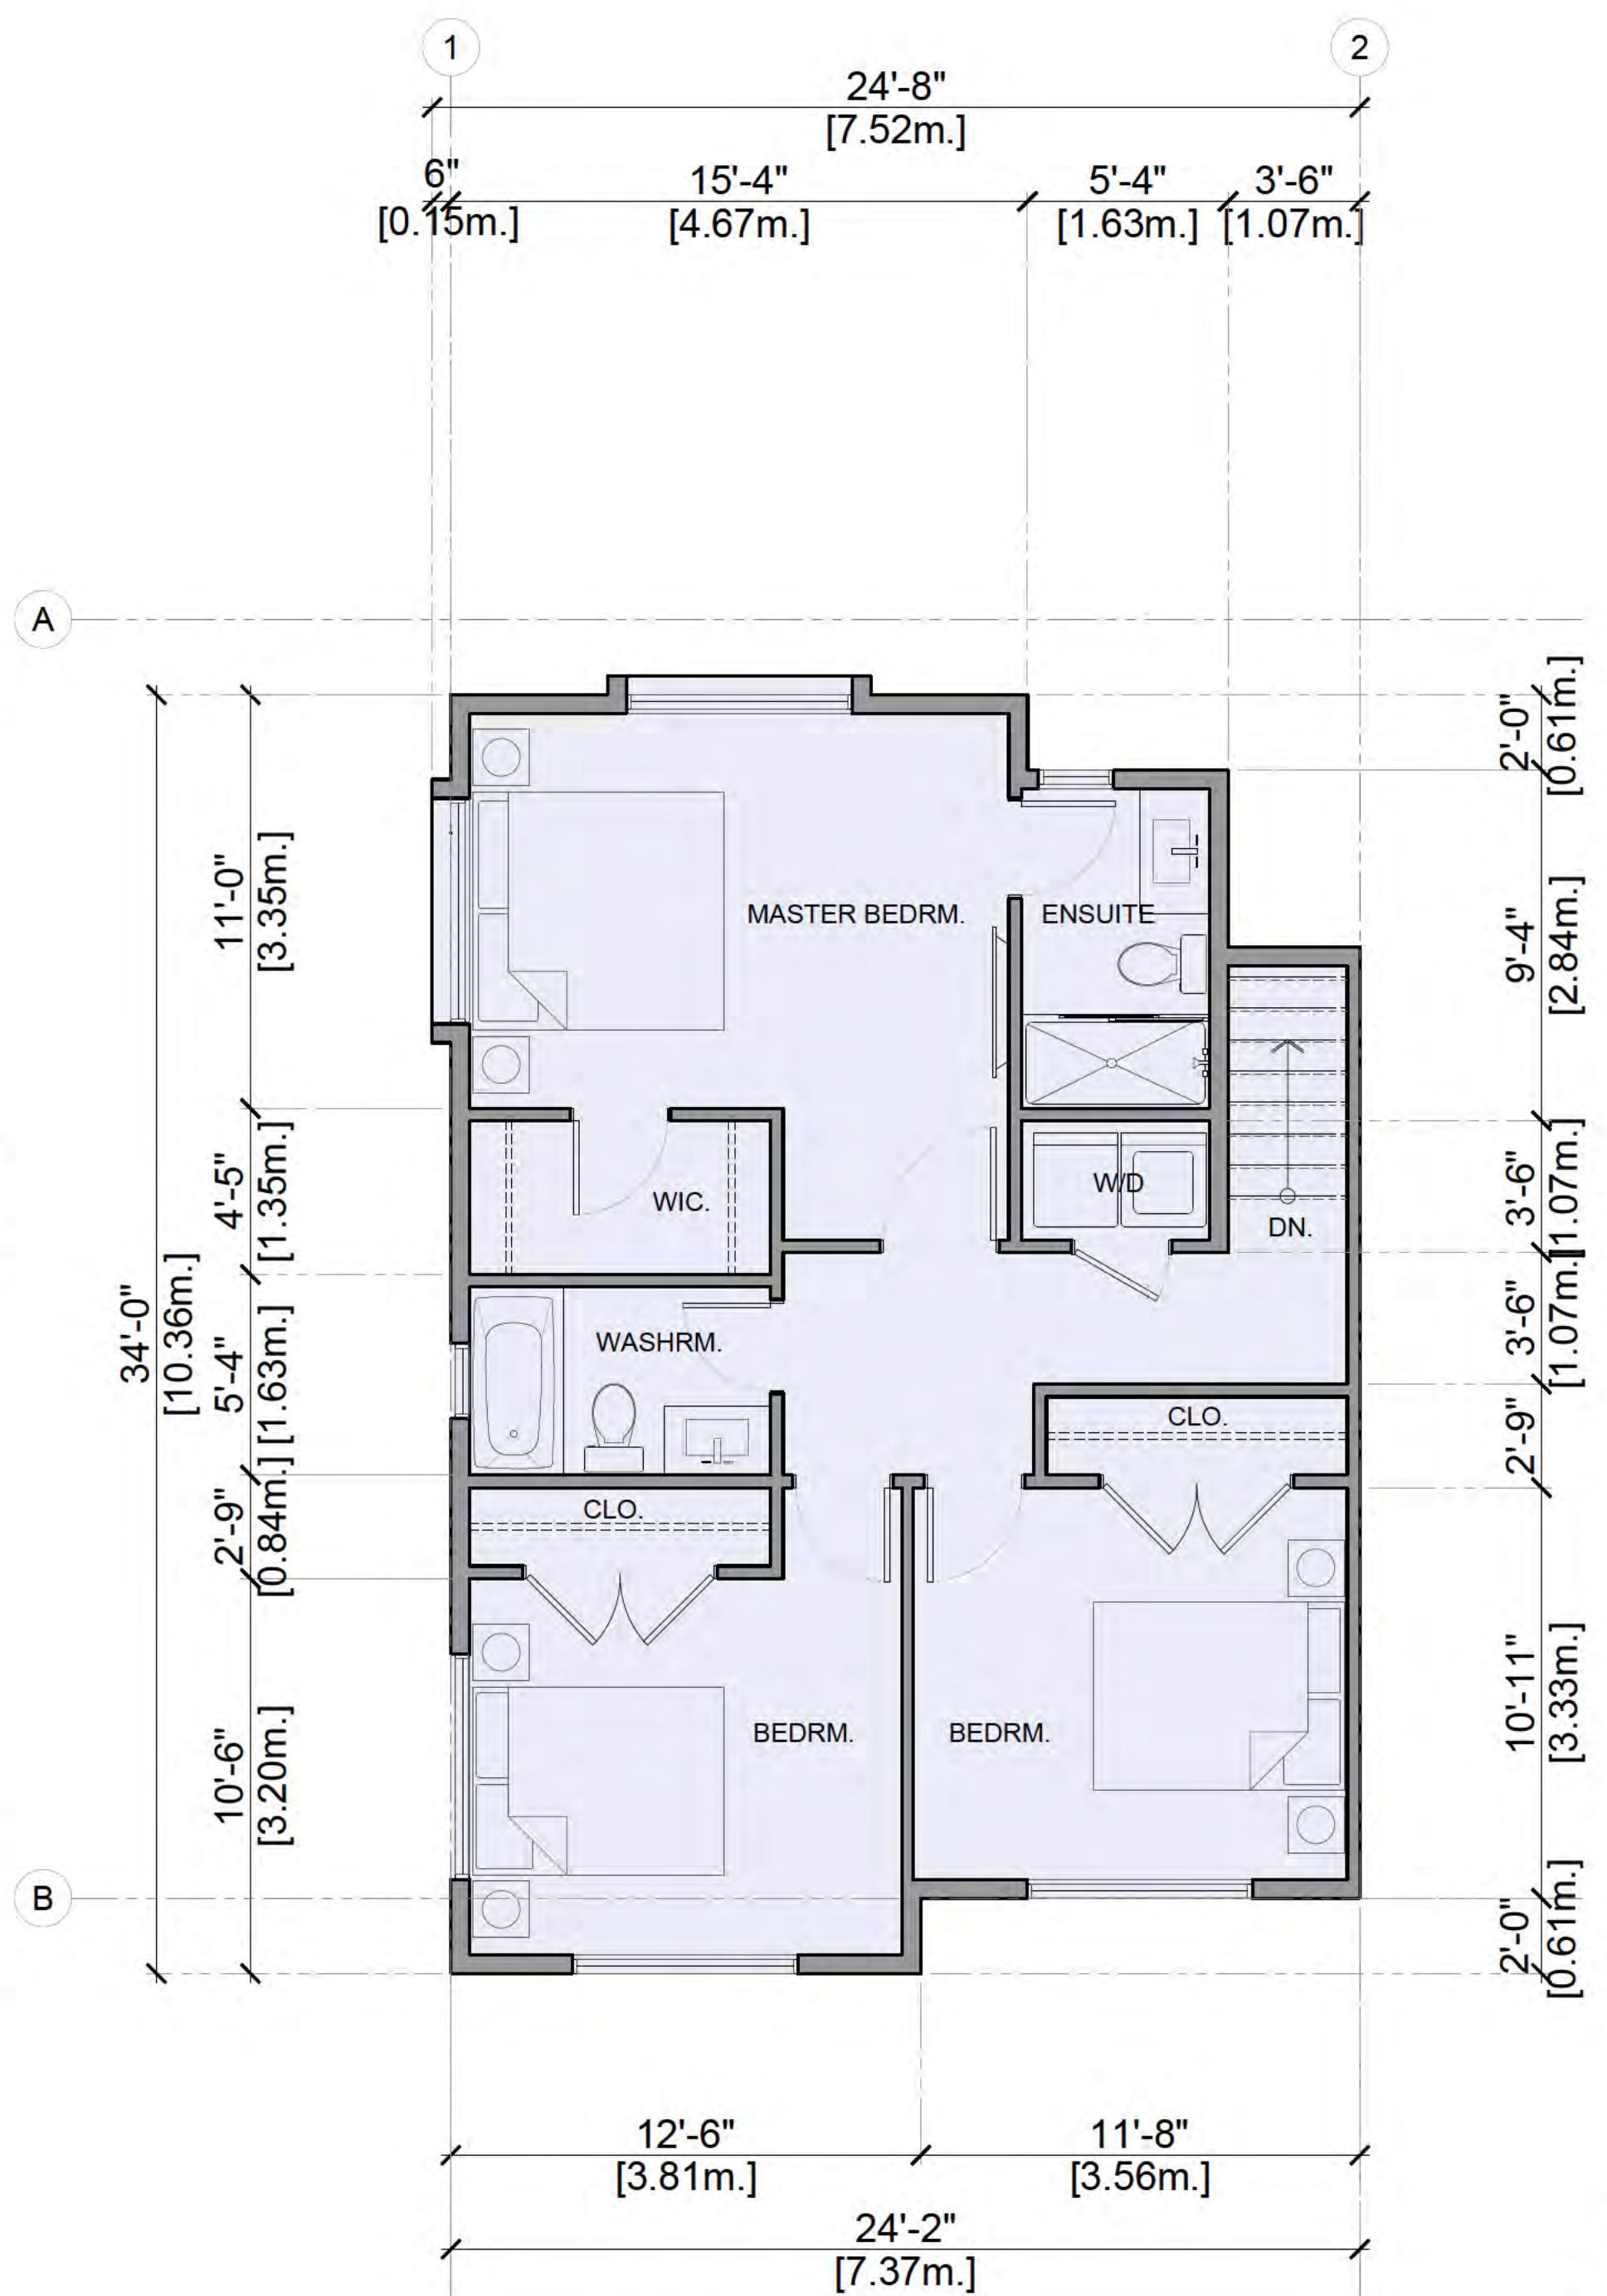 1
2
24'-8"
[7.52m.]
6"
[0.15m.]
15'-4"
[4.67m.]
5'-4"
[1.63m.]
3'-6"
[1.07m.]
A
2'-0"
[0.61m.]
11'-0"
[3.35m.]
MASTER BEDRM.
ENSUITE
9'-4"
[2.84m.]
4'-5"
[1.35m.]
WIC.
W/D
DN.
3'-6"
[1.07m.]
34'-0"
[10.36m.]
5'-4"
[1.63m.]
WASHRM.
3'-6"
[1.07m.]
CLO.
2'-9"
2'-9"
[0.84m.]
CLO.
10'-6"
[3.20m.]
BEDRM.
BEDRM.
10'-11"
[3.33m.]
B
2'-0"
[0.61m.]
12'-6"
[3.81m.]
11'-8"
[3.56m.]
24'-2"
[7.37m.]